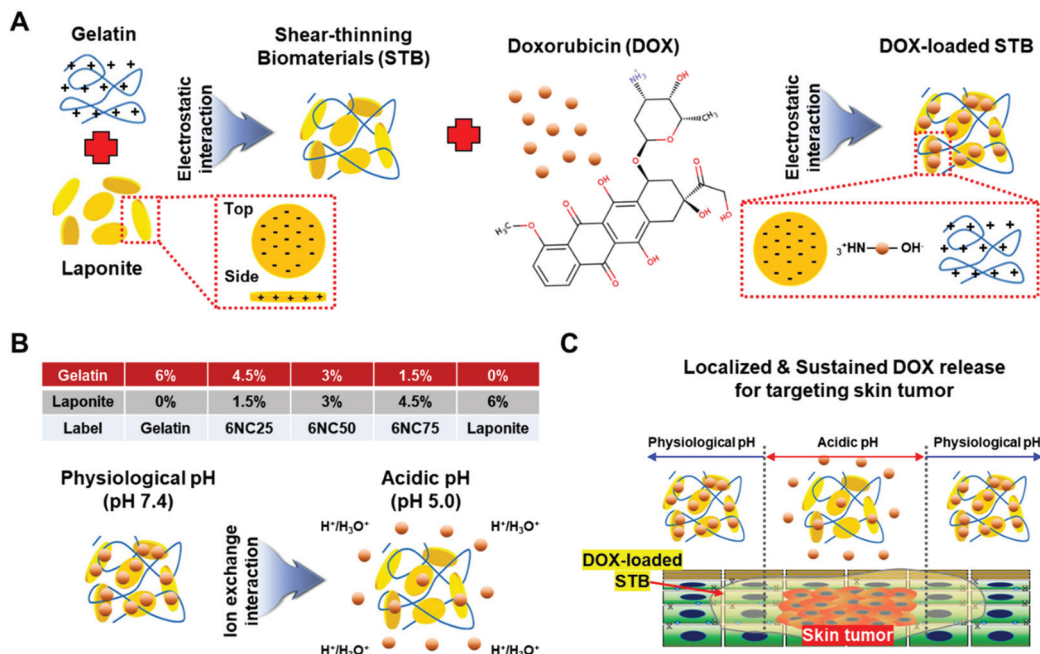 A
Gelatin
Laponite
Electrostatic
interaction
Shear-thinning
Biomaterials (STB)
Top
Side
Doxorubicin (DOX)
NH₃⁺
OH
CH₃
O
O
O
OH
O
OH
O
H₃C
O
O
OH
HO
Electrostatic
interaction
DOX-loaded STB
₃⁺HN OH⁻
B
Gelatin 6% 4.5% 3% 1.5% 0%
Laponite 0% 1.5% 3% 4.5% 6%
Label Gelatin 6NC25 6NC50 6NC75 Laponite
Physiological pH
(pH 7.4)
Ion exchange
interaction
Acidic pH
(pH 5.0)
H⁺/H₃O⁺ H⁺/H₃O⁺
H⁺/H₃O⁺ H⁺/H₃O⁺
C
Localized & Sustained DOX release
for targeting skin tumor
Physiological pH Acidic pH Physiological pH
DOX-loaded
STB
Skin tumor